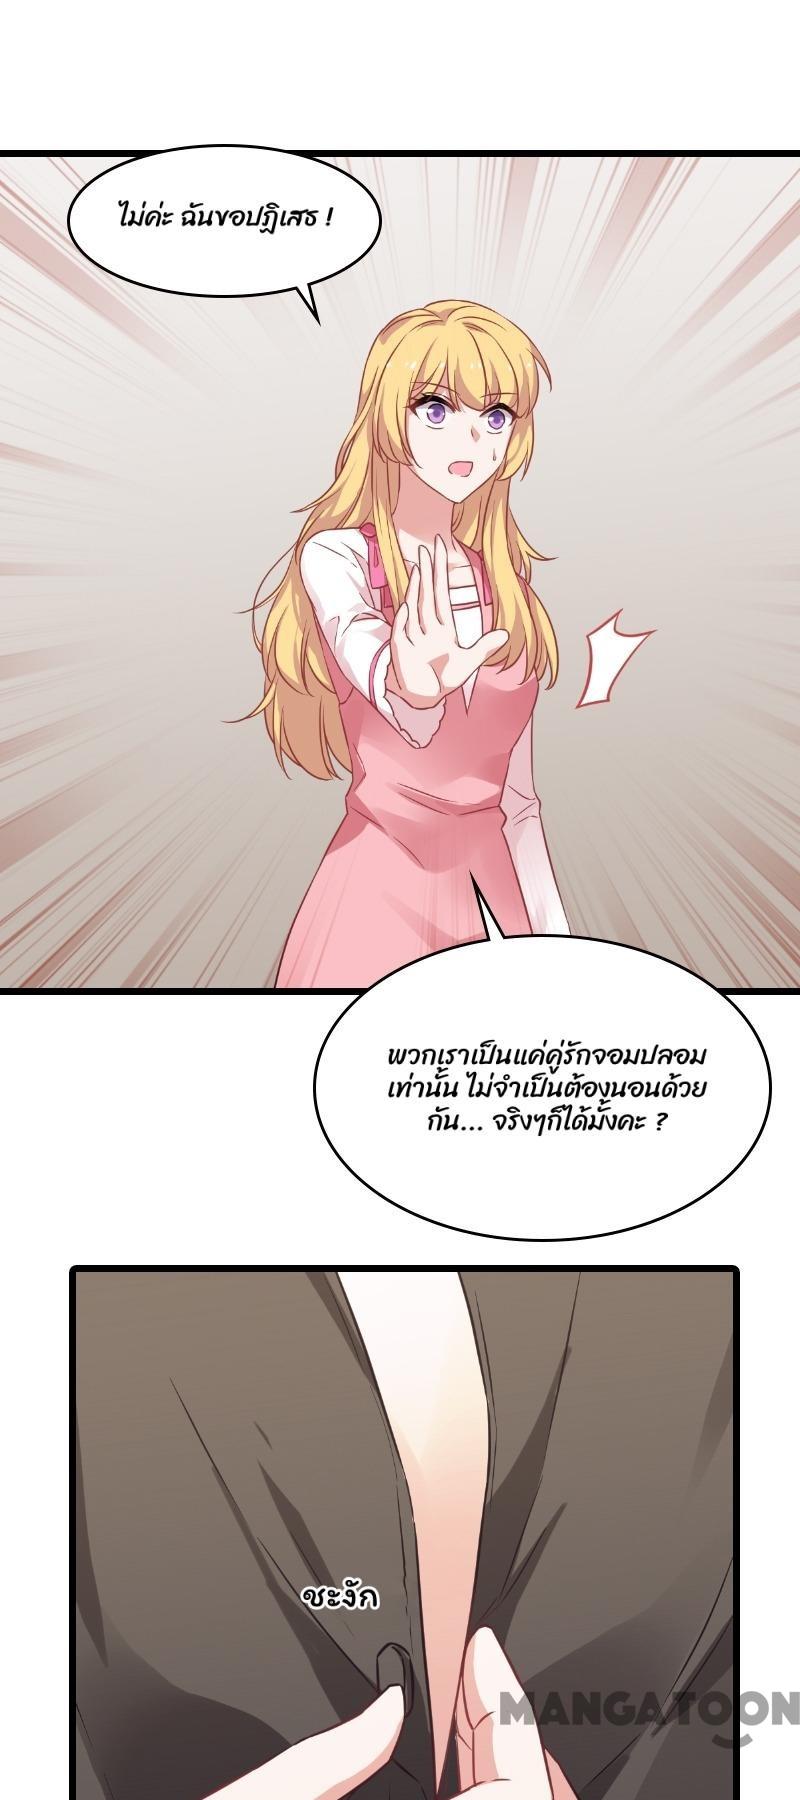 ไม่ค่ะ ฉันขอปฏิเสธ !
พวกเราเป็นแค่คู่รักจอมปลอม
เท่านั้น ไม่จำเป็นต้องนอนด้วย
กัน... จริงๆก็ได้มั้งคะ ?
ชะงัก
MANGATOON